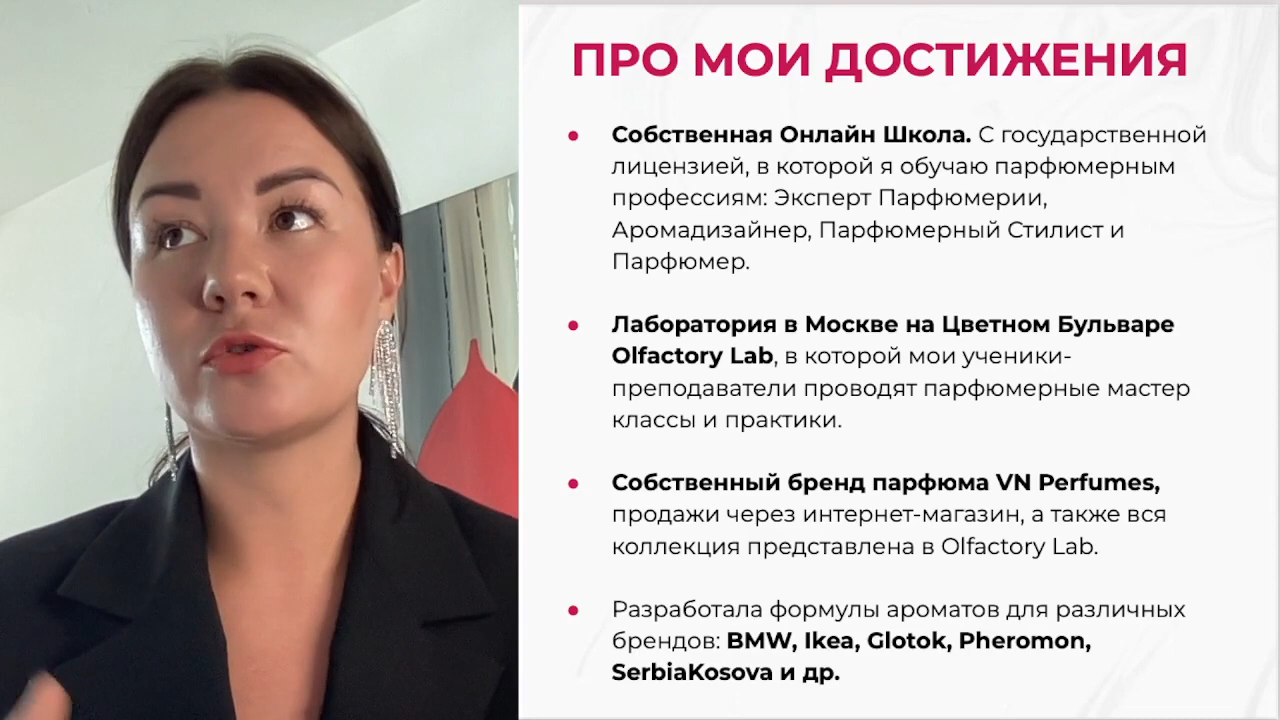 ПРО МОИ ДОСТИЖЕНИЯ
• Собственная Онлайн Школа. С государственной
лицензией, в которой я обучаю парфюмерным
профессиям: Эксперт Парфюмерии,
Аромадизайнер, Парфюмерный Стилист и
Парфюмер.
• Лаборатория в Москве на Цветном Бульваре
Olfactory Lab, в которой мои ученики-
преподаватели проводят парфюмерные мастер
классы и практики.
• Собственный бренд парфюма VN Perfumes,
продажи через интернет-магазин, а также вся
коллекция представлена в Olfactory Lab.
• Разработала формулы ароматов для различных
брендов: BMW, Ikea, Glotok, Pheromon,
SerbiaKosova и др.